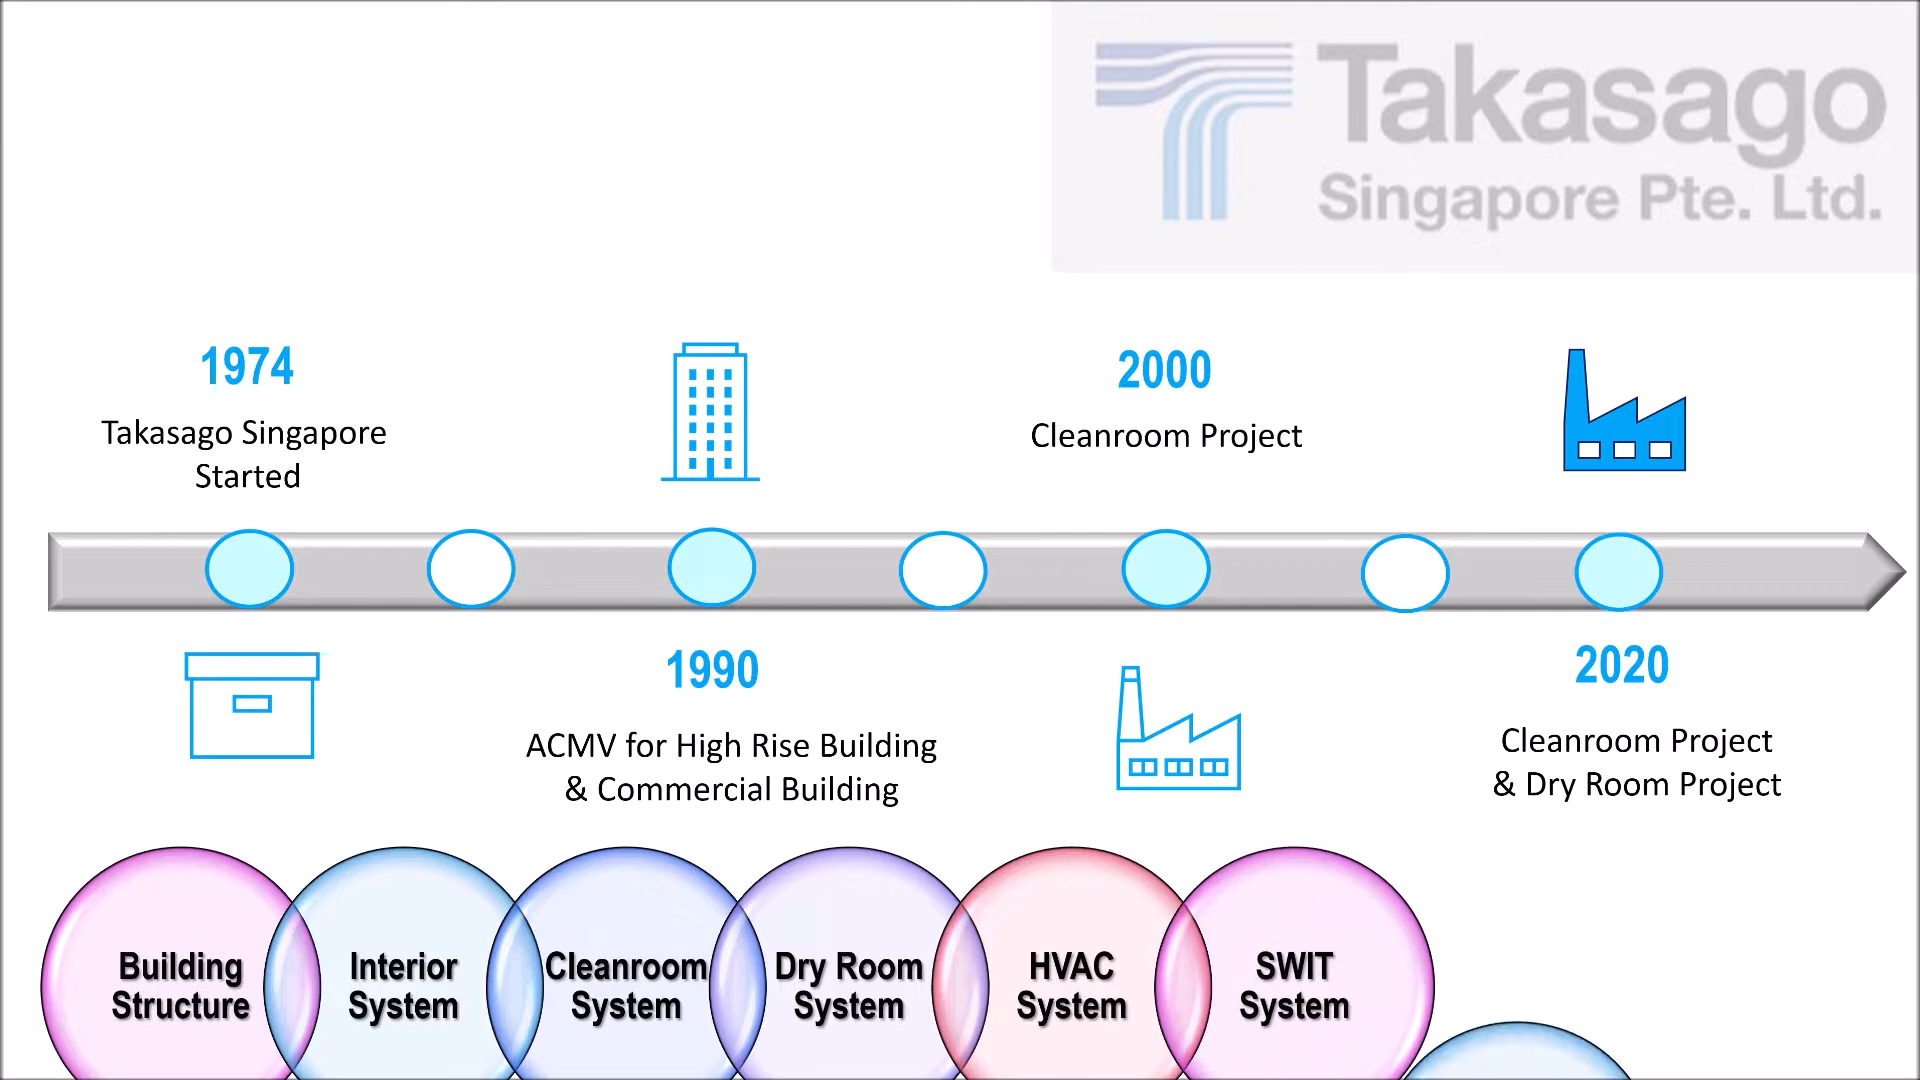 Takasago
Singapore Pte. Ltd.
1974
Takasago Singapore
Started
2000
Cleanroom Project
1990
ACMV for High Rise Building
& Commercial Building
2020
Cleanroom Project
& Dry Room Project
Building
Structure
Interior
System
Cleanroom
System
Dry Room
System
HVAC
System
SWIT
System